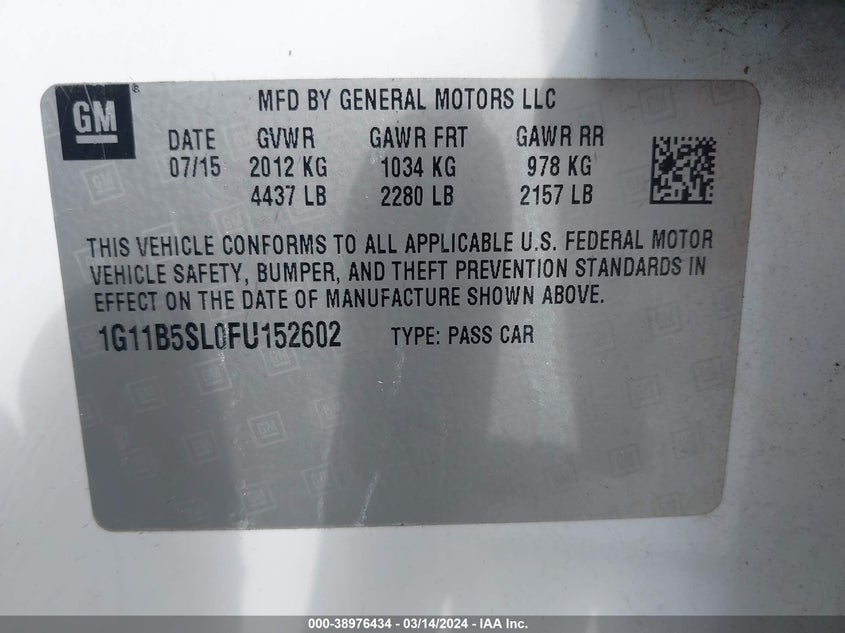 GM ®
MFD BY GENERAL MOTORS LLC
DATE GVWR GAWR FRT GAWR RR
07/15 2012 KG 1034 KG 978 KG
4437 LB 2280 LB 2157 LB
THIS VEHICLE CONFORMS TO ALL APPLICABLE U.S. FEDERAL MOTOR
VEHICLE SAFETY, BUMPER, AND THEFT PREVENTION STANDARDS IN
EFFECT ON THE DATE OF MANUFACTURE SHOWN ABOVE.
1G11B5SL0FU152602 TYPE: PASS CAR
000-38976434 / 03/14/2024 - IAA Inc.